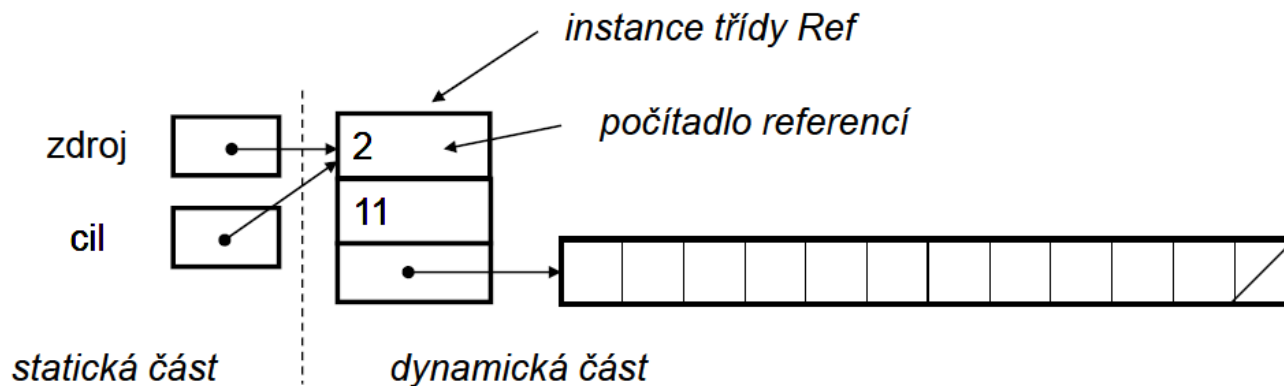 instance třídy Ref
počítadlo referencí
zdroj
2
11
cil
statická část
dynamická část